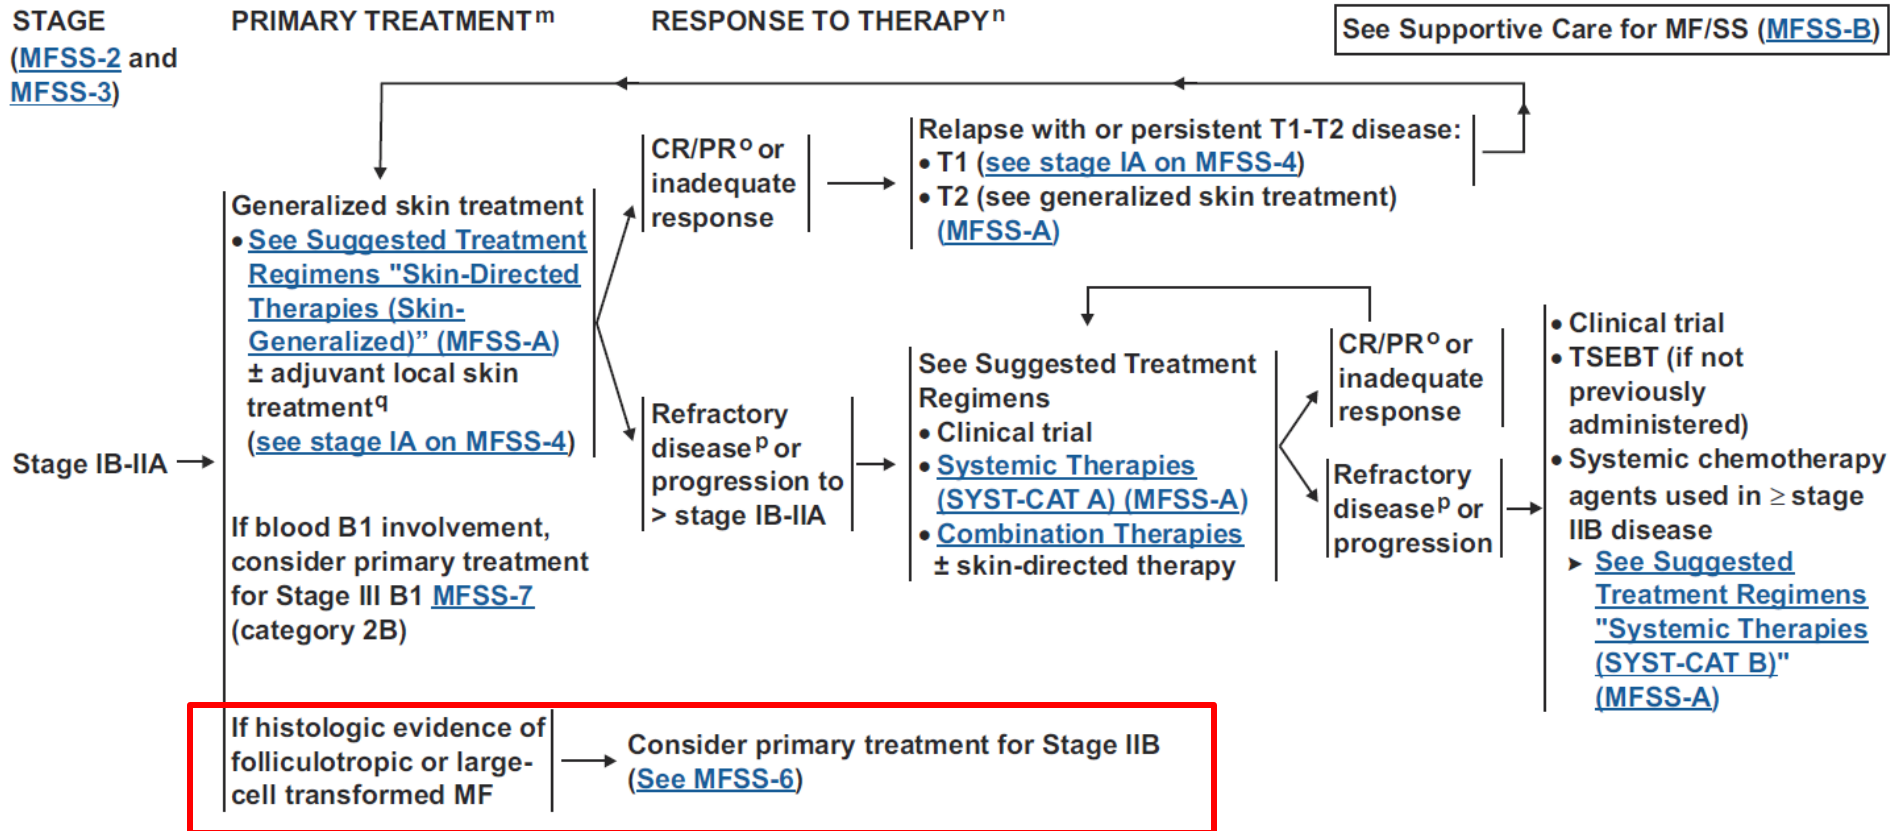 STAGE
(MFSS-2 and
MFSS-3)
PRIMARY TREATMENTᵐ
RESPONSE TO THERAPYⁿ
See Supportive Care for MF/SS (MFSS-B)
Stage IB-IIA
Generalized skin treatment
• See Suggested Treatment
Regimens "Skin-Directed
Therapies (Skin-
Generalized)” (MFSS-A)
± adjuvant local skin
treatment^q
(see stage IA on MFSS-4)
If blood B1 involvement,
consider primary treatment
for Stage III B1 MFSS-7
(category 2B)
If histologic evidence of
folliculotropic or large-
cell transformed MF
Consider primary treatment for Stage IIB
(See MFSS-6)
CR/PRᵒ or
inadequate
response
Relapse with or persistent T1-T2 disease:
• T1 (see stage IA on MFSS-4)
• T2 (see generalized skin treatment)
(MFSS-A)
Refractory
diseaseᵖ or
progression to
> stage IB-IIA
See Suggested Treatment
Regimens
• Clinical trial
• Systemic Therapies
(SYST-CAT A) (MFSS-A)
• Combination Therapies
± skin-directed therapy
CR/PRᵒ or
inadequate
response
Refractory
diseaseᵖ or
progression
• Clinical trial
• TSEBT (if not
previously
administered)
• Systemic chemotherapy
agents used in ≥ stage
IIB disease
➤ See Suggested
Treatment Regimens
"Systemic Therapies
(SYST-CAT B)"
(MFSS-A)